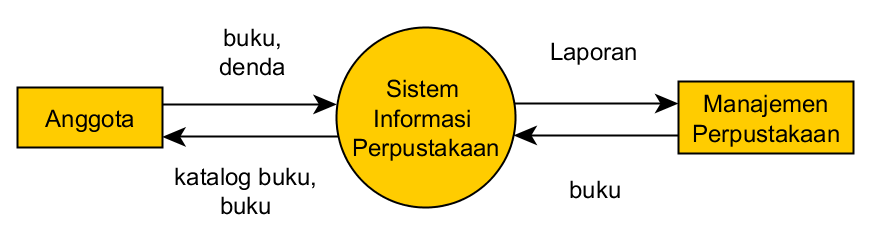 buku,
denda
Laporan
Anggota
Sistem
Informasi
Perpustakaan
Manajemen
Perpustakaan
katalog buku,
buku
buku